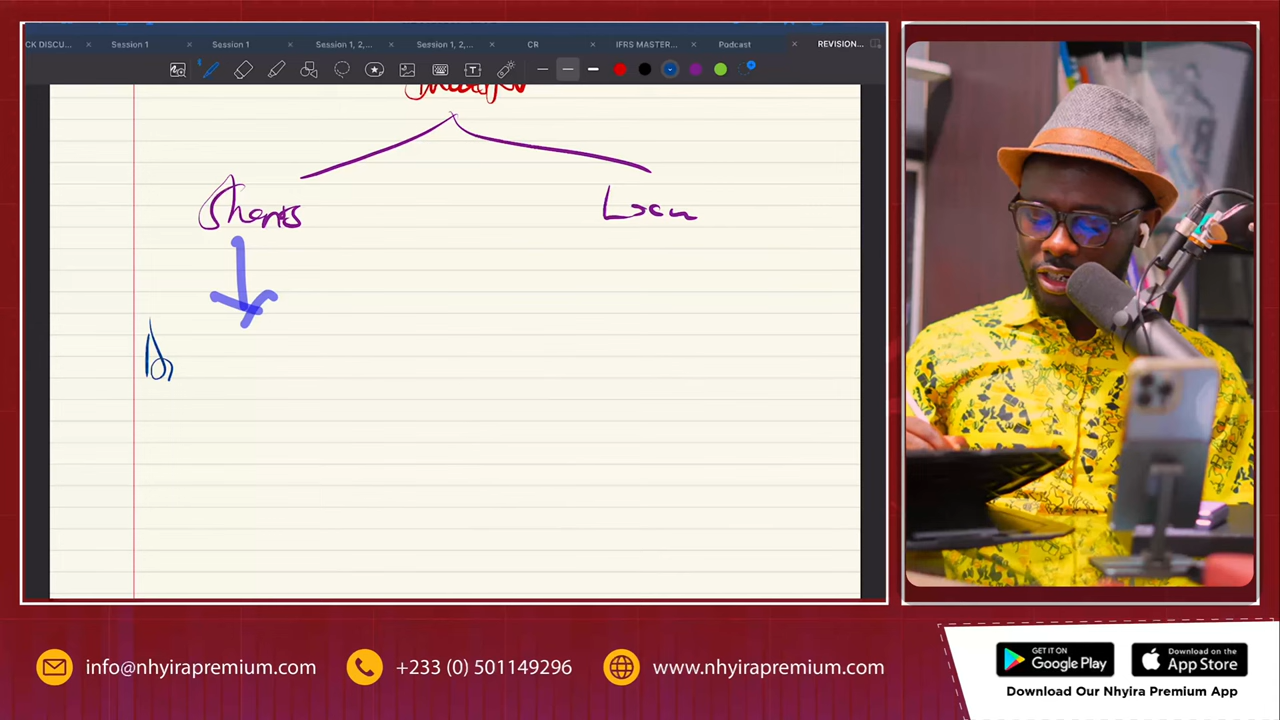 CK DISCU... Session 1 Session 1 Session 1, 2,... Session 1, 2,... CR IFRS MASTER... Podcast REVISION...
Shares Loan
info@nhyirapremium.com +233 (0) 501149296 www.nhyirapremium.com
GET IT ON Google Play Download on the App Store
Download Our Nhyira Premium App